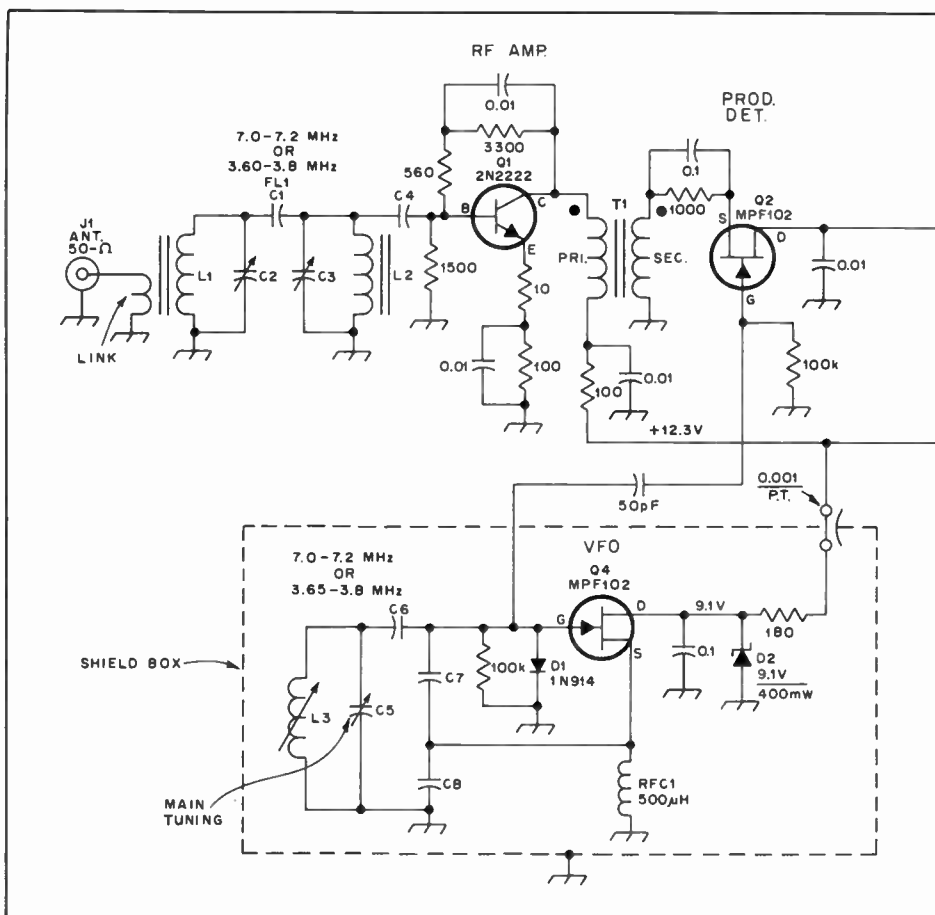 RF AMP.
0.01
3300
Q1
2N2222
560
B
C
E
10
0.01
100
1500
7.0-7.2 MHz
OR
3.60-3.8 MHz
FL1
C1
C4
J1
ANT.
50-Ω
L1
C2
C3
L2
LINK
T1
PRI.
SEC.
100
0.01
PROD.
DET.
0.1
1000
Q2
MPF102
S
D
G
0.01
100k
+12.3V
50pF
0.001
P.T.
VFO
7.0-7.2 MHz
OR
3.65-3.8 MHz
C6
Q4
MPF102
G
D
S
9.1V
180
0.1
D2
9.1V
400mW
SHIELD BOX
L3
C5
C7
100k
D1
1N914
C8
RFC1
500μH
MAIN
TUNING